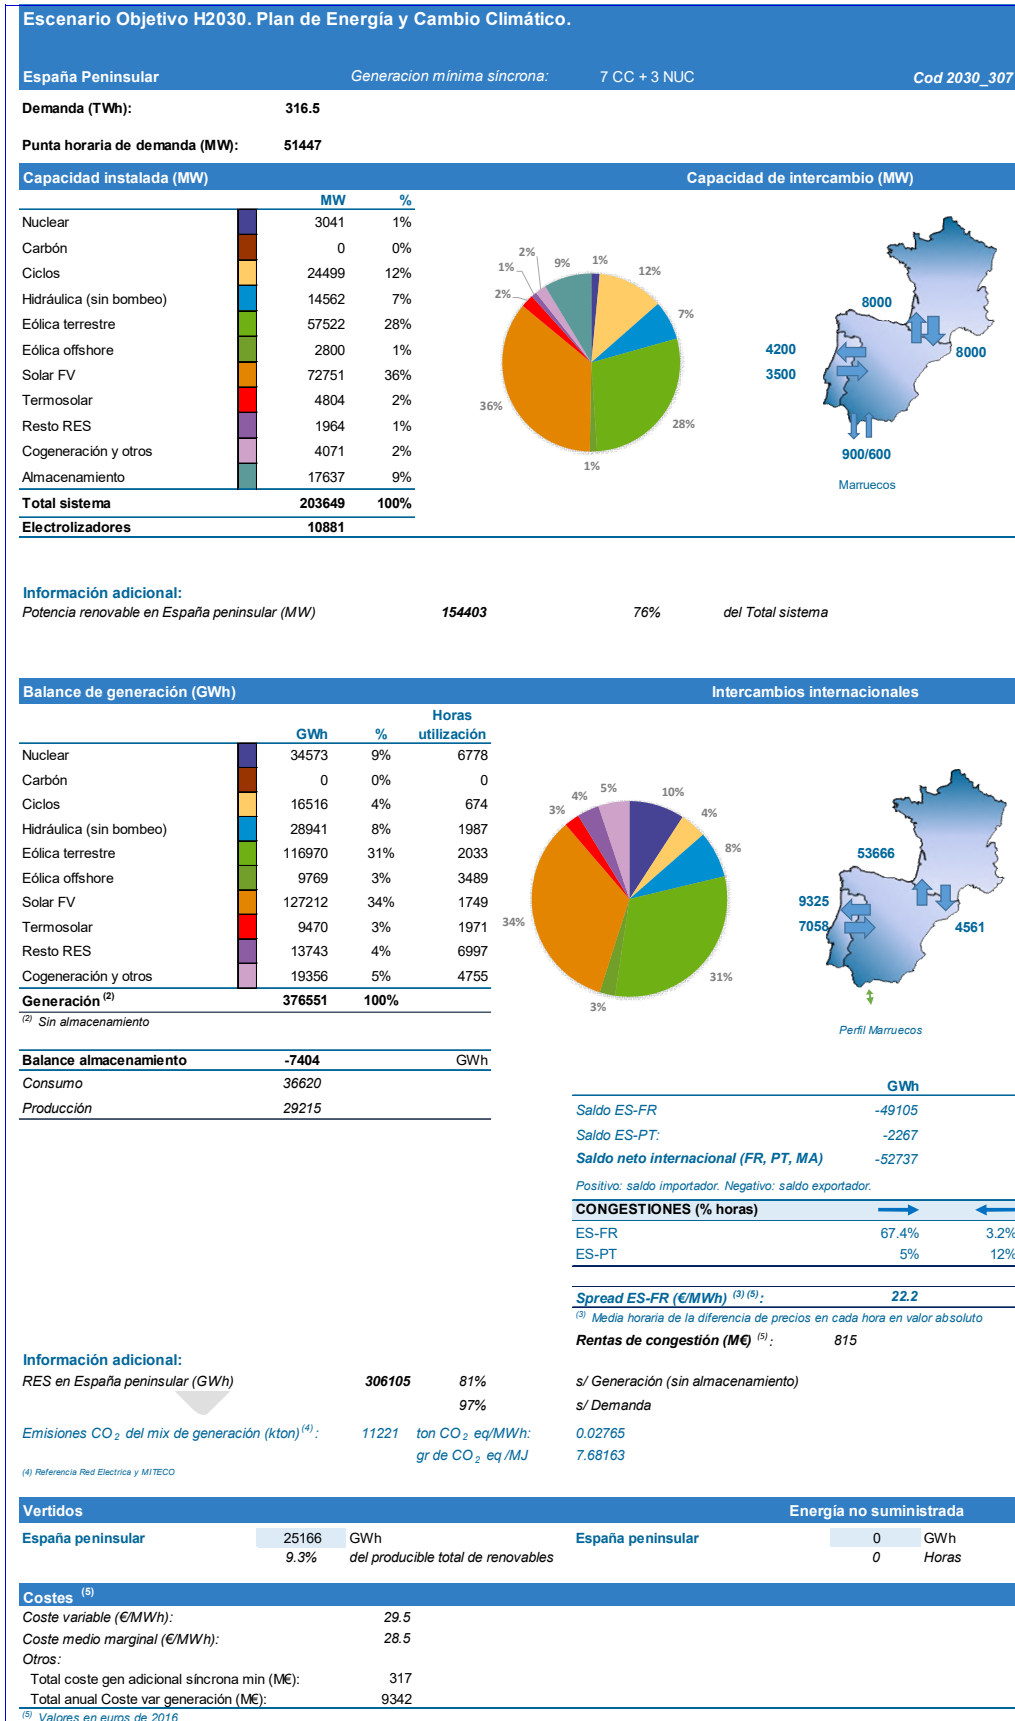 Escenario Objetivo H2030. Plan de Energía y Cambio Climático.
España Peninsular Generacion mínima síncrona: 7 CC + 3 NUC Cod 2030_307
Demanda (TWh): 316.5
Punta horaria de demanda (MW): 51447
Capacidad instalada (MW) Capacidad de intercambio (MW)
MW %
Nuclear 3041 1%
Carbón 0 0%
Ciclos 24499 12%
Hidráulica (sin bombeo) 14562 7%
Eólica terrestre 57522 28%
Eólica offshore 2800 1%
Solar FV 72751 36%
Termosolar 4804 2%
Resto RES 1964 1%
Cogeneración y otros 4071 2%
Almacenamiento 17637 9%
Total sistema 203649 100%
Electrolizadores 10881
1%
12%
7%
28%
1%
36%
2%
1%
2%
9%
8000
8000
4200
3500
900/600
Marruecos
Información adicional:
Potencia renovable en España peninsular (MW) 154403 76% del Total sistema
Balance de generación (GWh) Intercambios internacionales
Horas
GWh % utilización
Nuclear 34573 9% 6778
Carbón 0 0% 0
Ciclos 16516 4% 674
Hidráulica (sin bombeo) 28941 8% 1987
Eólica terrestre 116970 31% 2033
Eólica offshore 9769 3% 3489
Solar FV 127212 34% 1749
Termosolar 9470 3% 1971
Resto RES 13743 4% 6997
Cogeneración y otros 19356 5% 4755
Generación (2) 376551 100%
(2) Sin almacenamiento
10%
4%
8%
31%
3%
34%
3%
4%
5%
53666
4561
9325
7058
Perfil Marruecos
Balance almacenamiento -7404 GWh
Consumo 36620
Producción 29215
GWh
Saldo ES-FR -49105
Saldo ES-PT: -2267
Saldo neto internacional (FR, PT, MA) -52737
Positivo: saldo importador. Negativo: saldo exportador.
CONGESTIONES (% horas)
ES-FR 67.4% 3.2%
ES-PT 5% 12%
Spread ES-FR (€/MWh) (3) (5): 22.2
(3) Media horaria de la diferencia de precios en cada hora en valor absoluto
Rentas de congestión (M€) (5): 815
Información adicional:
RES en España peninsular (GWh) 306105 81% s/ Generación (sin almacenamiento)
97% s/ Demanda
Emisiones CO2 del mix de generación (kton) (4): 11221 ton CO2 eq/MWh: 0.02765
gr de CO2 eq /MJ 7.68163
(4) Referencia Red Electrica y MITECO
Vertidos Energía no suministrada
España peninsular 25166 GWh España peninsular 0 GWh
9.3% del producible total de renovables 0 Horas
Costes (5)
Coste variable (€/MWh): 29.5
Coste medio marginal (€/MWh): 28.5
Otros:
Total coste gen adicional síncrona min (M€): 317
Total anual Coste var generación (M€): 9342
(5) Valores en euros de 2016